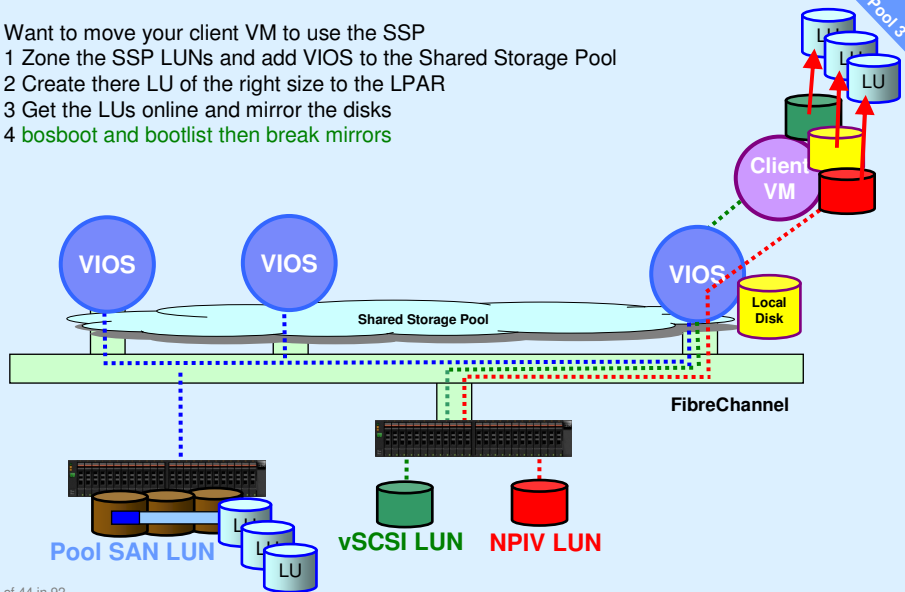 Pool 3
Want to move your client VM to use the SSP
1 Zone the SSP LUNs and add VIOS to the Shared Storage Pool
2 Create there LU of the right size to the LPAR
3 Get the LUs online and mirror the disks
4 bosboot and bootlist then break mirrors
LU
LU
LU
Client
VM
VIOS
VIOS
VIOS
Local
Disk
Shared Storage Pool
FibreChannel
LU
LU
LU
Pool SAN LUN
vSCSI LUN
NPIV LUN
of 44 in 92